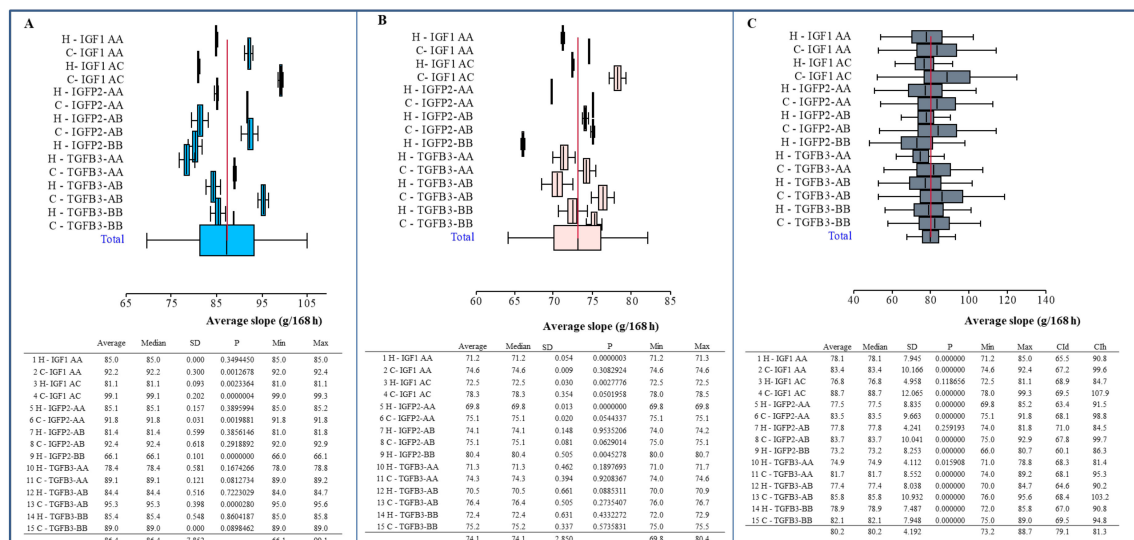 A
H - IGF1 AA
C- IGF1 AA
H- IGF1 AC
C- IGF1 AC
H - IGFP2-AA
C - IGFP2-AA
H - IGFP2-AB
C - IGFP2-AB
H - IGFP2-BB
H - TGFB3-AA
C - TGFB3-AA
H - TGFB3-AB
C - TGFB3-AB
H - TGFB3-BB
C - TGFB3-BB
Total
65 85 105
Average slope (g/168 h)
Average Median SD P Min Max
1 H - IGF1 AA 85.0 85.0 0.000 0.3494450 85.0 85.0
2 C- IGF1 AA 92.2 92.2 0.300 0.0012678 92.0 92.4
3 H - IGF1 AC 81.1 81.1 0.093 0.0023364 81.0 81.1
4 C- IGF1 AC 99.1 99.1 0.202 0.0000004 99.0 99.3
5 H - IGFP2-AA 85.1 85.1 0.157 0.3895994 85.0 85.2
6 C - IGFP2-AA 91.8 91.8 0.031 0.0019881 91.8 91.8
7 H - IGFP2-AB 81.4 81.4 0.599 0.3856146 81.0 81.8
8 C - IGFP2-AB 92.4 92.4 0.618 0.2918892 92.0 92.9
9 H - IGFP2-BB 66.1 66.1 0.101 0.0000000 66.0 66.1
10 H - TGFB3-AA 78.4 78.4 0.581 0.1674266 78.0 78.8
11 C - TGFB3-AA 89.1 89.1 0.121 0.0812734 89.0 89.2
12 H - TGFB3-AB 84.4 84.4 0.516 0.7223029 84.0 84.7
13 C - TGFB3-AB 95.3 95.3 0.398 0.0000280 95.0 95.6
14 H - TGFB3-BB 85.4 85.4 0.548 0.8604187 85.0 85.8
15 C - TGFB3-BB 89.0 89.0 0.000 0.0898462 89.0 89.0
86.4 86.4 7.852 66.1 99.1
B
H - IGF1 AA
C- IGF1 AA
H- IGF1 AC
C- IGF1 AC
H - IGFP2-AA
C - IGFP2-AA
H - IGFP2-AB
C - IGFP2-AB
H - IGFP2-BB
H - TGFB3-AA
C - TGFB3-AA
H - TGFB3-AB
C - TGFB3-AB
H - TGFB3-BB
C - TGFB3-BB
Total
60 65 70 75 80 85
Average slope (g/168 h)
Average Median SD P Min Max
1 H - IGF1 AA 71.2 71.2 0.054 0.0000003 71.2 71.3
2 C- IGF1 AA 74.6 74.6 0.009 0.3082924 74.6 74.6
3 H - IGF1 AC 72.5 72.5 0.030 0.0027776 72.5 72.5
4 C- IGF1 AC 78.3 78.3 0.354 0.0501958 78.0 78.5
5 H - IGFP2-AA 69.8 69.8 0.013 0.0000000 69.8 69.8
6 C - IGFP2-AA 75.1 75.1 0.020 0.0544337 75.1 75.1
7 H - IGFP2-AB 74.1 74.1 0.148 0.9535206 74.0 74.2
8 C - IGFP2-AB 75.1 75.1 0.081 0.0629014 75.0 75.1
9 H - IGFP2-BB 80.4 80.4 0.505 0.0045278 80.0 80.7
10 H - TGFB3-AA 71.3 71.3 0.462 0.1897693 71.0 71.7
11 C - TGFB3-AA 74.3 74.3 0.394 0.9208367 74.0 74.6
12 H - TGFB3-AB 70.5 70.5 0.661 0.0885311 70.0 70.9
13 C - TGFB3-AB 76.4 76.4 0.505 0.2735407 76.0 76.7
14 H - TGFB3-BB 72.4 72.4 0.631 0.4332272 72.0 72.9
15 C - TGFB3-BB 75.2 75.2 0.337 0.5735831 75.0 75.5
74.1 74.1 2.850 69.8 80.4
C
H - IGF1 AA
C- IGF1 AA
H- IGF1 AC
C- IGF1 AC
H - IGFP2-AA
C - IGFP2-AA
H - IGFP2-AB
C - IGFP2-AB
H - IGFP2-BB
H - TGFB3-AA
C - TGFB3-AA
H - TGFB3-AB
C - TGFB3-AB
H - TGFB3-BB
C - TGFB3-BB
Total
40 60 80 100 120 140
Average slope (g/168 h)
Average Median SD P Min Max CId CIh
1 H - IGF1 AA 78.1 78.1 7.945 0.000000 71.2 85.0 65.5 90.8
2 C- IGF1 AA 83.4 83.4 10.166 0.000000 74.6 92.4 67.2 99.6
3 H - IGF1 AC 76.8 76.8 4.958 0.118656 72.5 81.1 68.9 84.7
4 C- IGF1 AC 88.7 88.7 12.065 0.000000 78.0 99.3 69.5 107.9
5 H - IGFP2-AA 77.5 77.5 8.835 0.000000 69.8 85.2 63.4 91.5
6 C - IGFP2-AA 83.5 83.5 9.663 0.000000 75.1 91.8 68.1 98.8
7 H - IGFP2-AB 77.8 77.8 4.241 0.259193 74.0 81.8 71.0 84.5
8 C - IGFP2-AB 83.7 83.7 10.041 0.000000 75.0 92.9 67.8 99.7
9 H - IGFP2-BB 73.2 73.2 8.253 0.000000 66.0 80.7 60.1 86.3
10 H - TGFB3-AA 74.9 74.9 4.112 0.015908 71.0 78.8 68.3 81.4
11 C - TGFB3-AA 81.7 81.7 8.552 0.000000 74.0 89.2 68.1 95.3
12 H - TGFB3-AB 77.4 77.4 8.038 0.000000 70.0 84.7 64.6 90.2
13 C - TGFB3-AB 85.8 85.8 10.932 0.000000 76.0 95.6 68.4 103.2
14 H - TGFB3-BB 78.9 78.9 7.487 0.000000 72.0 85.8 67.0 90.8
15 C - TGFB3-BB 82.1 82.1 7.948 0.000000 75.0 89.0 69.5 94.8
80.2 80.2 4.192 73.2 88.7 79.1 81.3